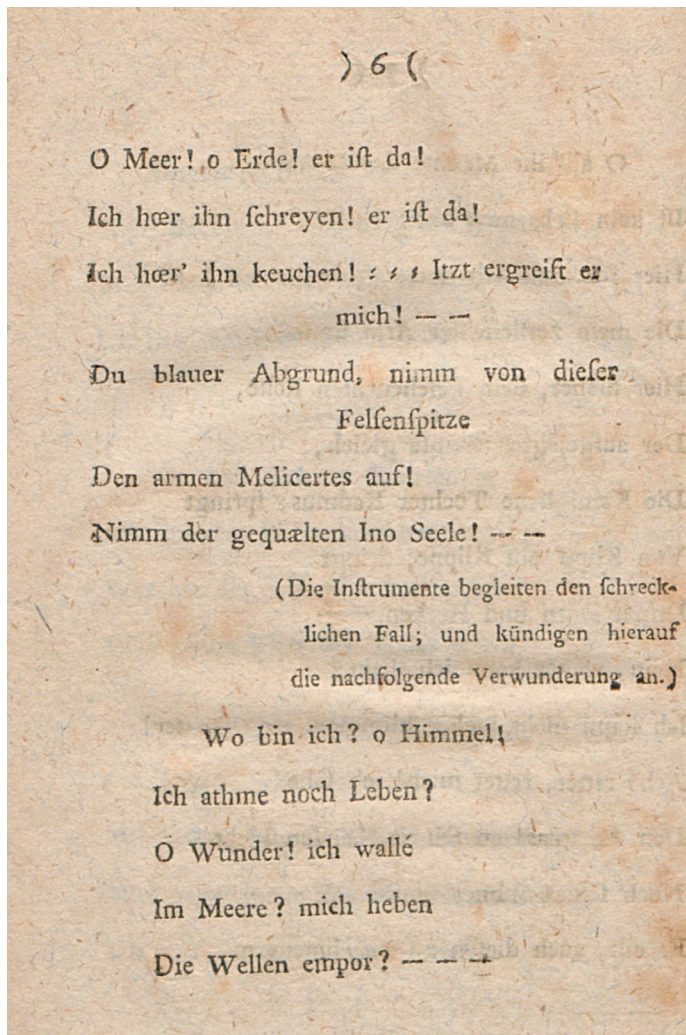 ) 6 (
O Meer! o Erde! er iſt da!
Ich hœr ihn ſchreyen! er iſt da!
Ich hœr' ihn keuchen! : : : Itzt ergreift er
mich! — —
Du blauer Abgrund, nimm von dieſer
Felſenſpitze
Den armen Melicertes auf!
Nimm der gequælten Ino Seele! — —
(Die Inſtrumente begleiten den ſchreck-
lichen Fall; und kündigen hierauf
die nachfolgende Verwunderung an.)
Wo bin ich? o Himmel!
Ich athme noch Leben?
O Wunder! ich walle
Im Meere? mich heben
Die Wellen empor? — — —